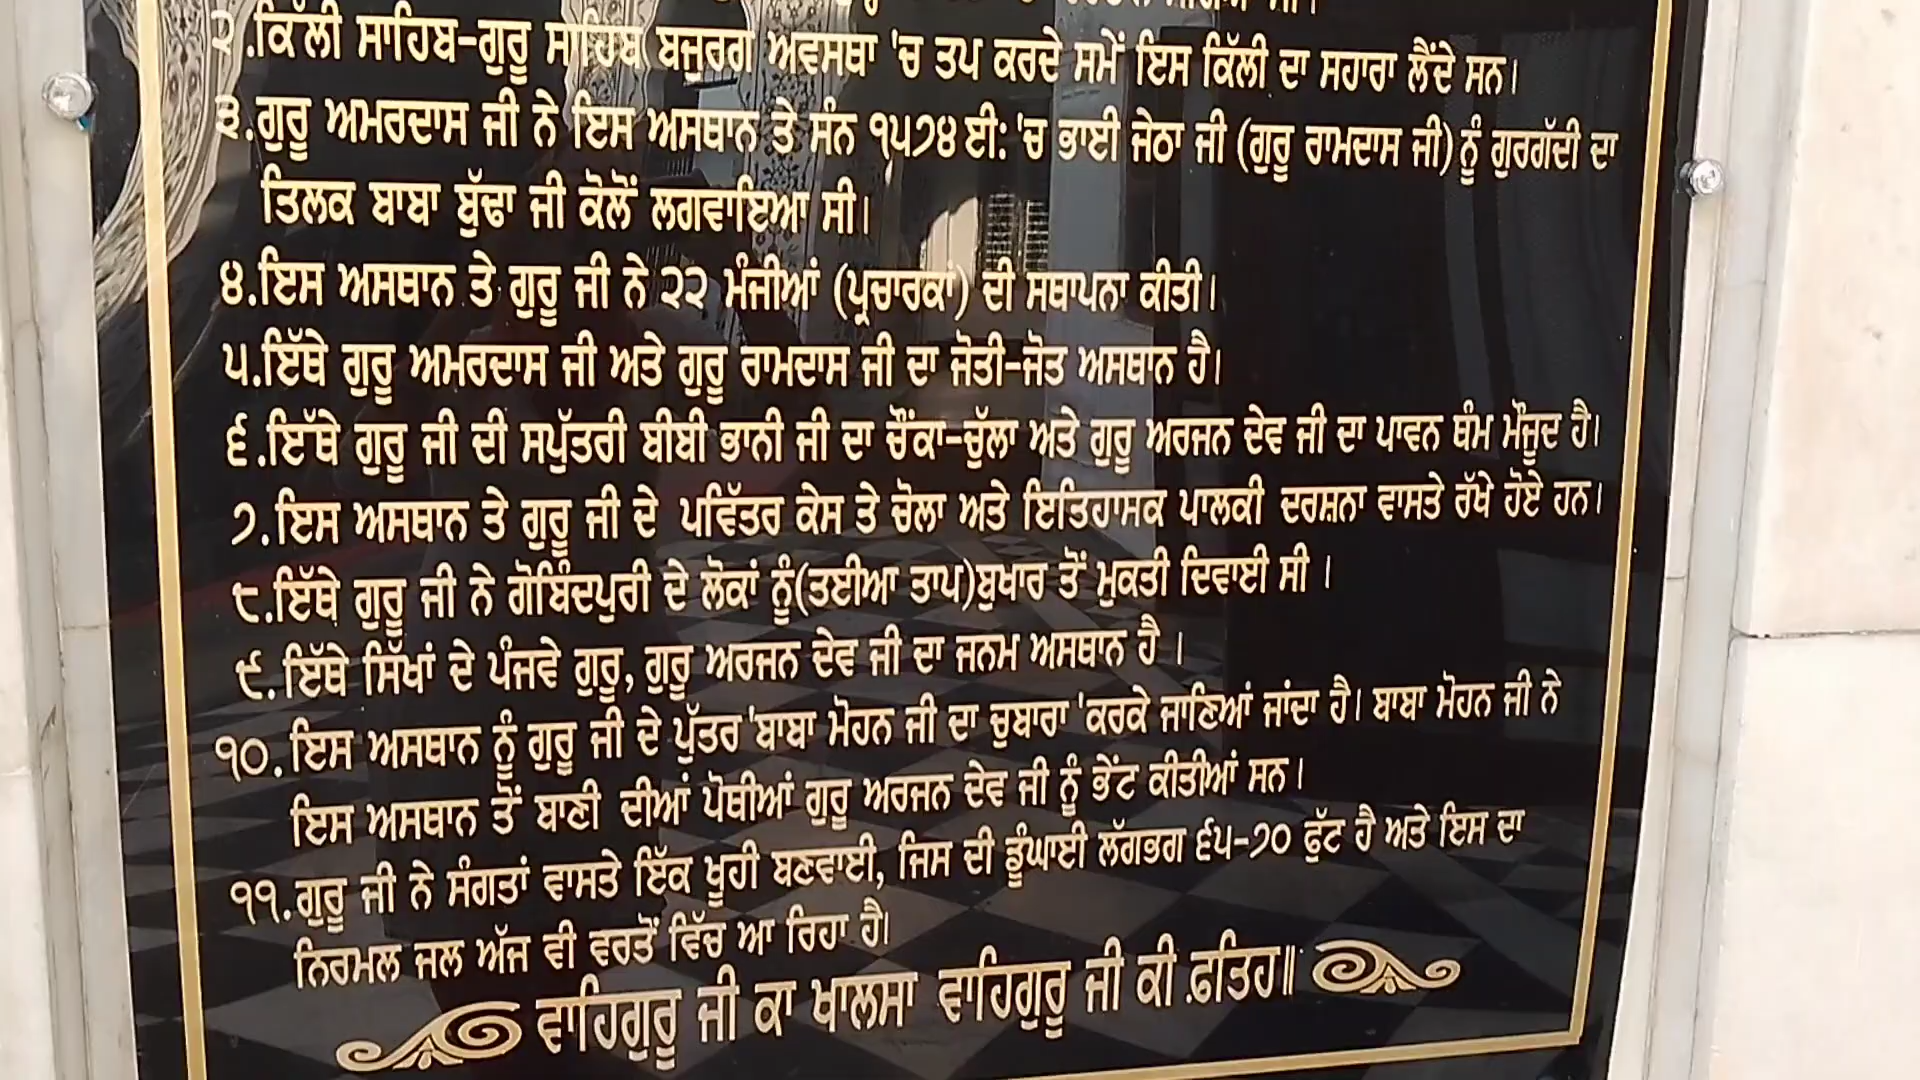 ੨.ਕਿੱਲੀ ਸਾਹਿਬ-ਗੁਰੂ ਸਾਹਿਬ ਬਜੁਰਗ ਅਵਸਥਾ 'ਚ ਤਪ ਕਰਦੇ ਸਮੇਂ ਇਸ ਕਿੱਲੀ ਦਾ ਸਹਾਰਾ ਲੈਂਦੇ ਸਨ।
੩.ਗੁਰੂ ਅਮਰਦਾਸ ਜੀ ਨੇ ਇਸ ਅਸਥਾਨ ਤੇ ਸੰਨ ੧੫੭੪ ਈ: 'ਚ ਭਾਈ ਜੇਠਾ ਜੀ (ਗੁਰੂ ਰਾਮਦਾਸ ਜੀ) ਨੂੰ ਗੁਰਗੱਦੀ ਦਾ
ਤਿਲਕ ਬਾਬਾ ਬੁੱਢਾ ਜੀ ਕੋਲੋਂ ਲਗਵਾਇਆ ਸੀ।
੪.ਇਸ ਅਸਥਾਨ ਤੇ ਗੁਰੂ ਜੀ ਨੇ ੨੨ ਮੰਜੀਆਂ (ਪ੍ਰਚਾਰਕਾਂ) ਦੀ ਸਥਾਪਨਾ ਕੀਤੀ।
੫.ਇੱਥੇ ਗੁਰੂ ਅਮਰਦਾਸ ਜੀ ਅਤੇ ਗੁਰੂ ਰਾਮਦਾਸ ਜੀ ਦਾ ਜੋਤੀ-ਜੋਤ ਅਸਥਾਨ ਹੈ।
੬.ਇੱਥੇ ਗੁਰੂ ਜੀ ਦੀ ਸਪੁੱਤਰੀ ਬੀਬੀ ਭਾਨੀ ਜੀ ਦਾ ਚੌਂਕਾ-ਚੁੱਲਾ ਅਤੇ ਗੁਰੂ ਅਰਜਨ ਦੇਵ ਜੀ ਦਾ ਪਾਵਨ ਥੰਮ ਮੌਜੂਦ ਹੈ।
੭.ਇਸ ਅਸਥਾਨ ਤੇ ਗੁਰੂ ਜੀ ਦੇ ਪਵਿੱਤਰ ਕੇਸ ਤੇ ਚੋਲਾ ਅਤੇ ਇਤਿਹਾਸਕ ਪਾਲਕੀ ਦਰਸ਼ਨਾ ਵਾਸਤੇ ਰੱਖੇ ਹੋਏ ਹਨ।
੮.ਇੱਥੇ ਗੁਰੂ ਜੀ ਨੇ ਗੋਬਿੰਦਪੁਰੀ ਦੇ ਲੋਕਾਂ ਨੂੰ(ਤਈਆ ਤਾਪ)ਬੁਖਾਰ ਤੋਂ ਮੁਕਤੀ ਦਿਵਾਈ ਸੀ ।
੯.ਇੱਥੇ ਸਿੱਖਾਂ ਦੇ ਪੰਜਵੇ ਗੁਰੂ, ਗੁਰੂ ਅਰਜਨ ਦੇਵ ਜੀ ਦਾ ਜਨਮ ਅਸਥਾਨ ਹੈ ।
੧੦.ਇਸ ਅਸਥਾਨ ਨੂੰ ਗੁਰੂ ਜੀ ਦੇ ਪੁੱਤਰ 'ਬਾਬਾ ਮੋਹਨ ਜੀ ਦਾ ਚੁਬਾਰਾ 'ਕਰਕੇ ਜਾਣਿਆਂ ਜਾਂਦਾ ਹੈ। ਬਾਬਾ ਮੋਹਨ ਜੀ ਨੇ
ਇਸ ਅਸਥਾਨ ਤੋਂ ਬਾਣੀ ਦੀਆਂ ਪੋਥੀਆਂ ਗੁਰੂ ਅਰਜਨ ਦੇਵ ਜੀ ਨੂੰ ਭੇਂਟ ਕੀਤੀਆਂ ਸਨ ।
੧੧.ਗੁਰੂ ਜੀ ਨੇ ਸੰਗਤਾਂ ਵਾਸਤੇ ਇੱਕ ਖੂਹੀ ਬਣਵਾਈ, ਜਿਸ ਦੀ ਡੂੰਘਾਈ ਲੱਗਭਗ ੬੫-੭੦ ਫੁੱਟ ਹੈ ਅਤੇ ਇਸ ਦਾ
ਨਿਰਮਲ ਜਲ ਅੱਜ ਵੀ ਵਰਤੋਂ ਵਿੱਚ ਆ ਰਿਹਾ ਹੈ।
ਵਾਹਿਗੁਰੂ ਜੀ ਕਾ ਖਾਲਸਾ ਵਾਹਿਗੁਰੂ ਜੀ ਕੀ ਫ਼ਤਿਹ॥